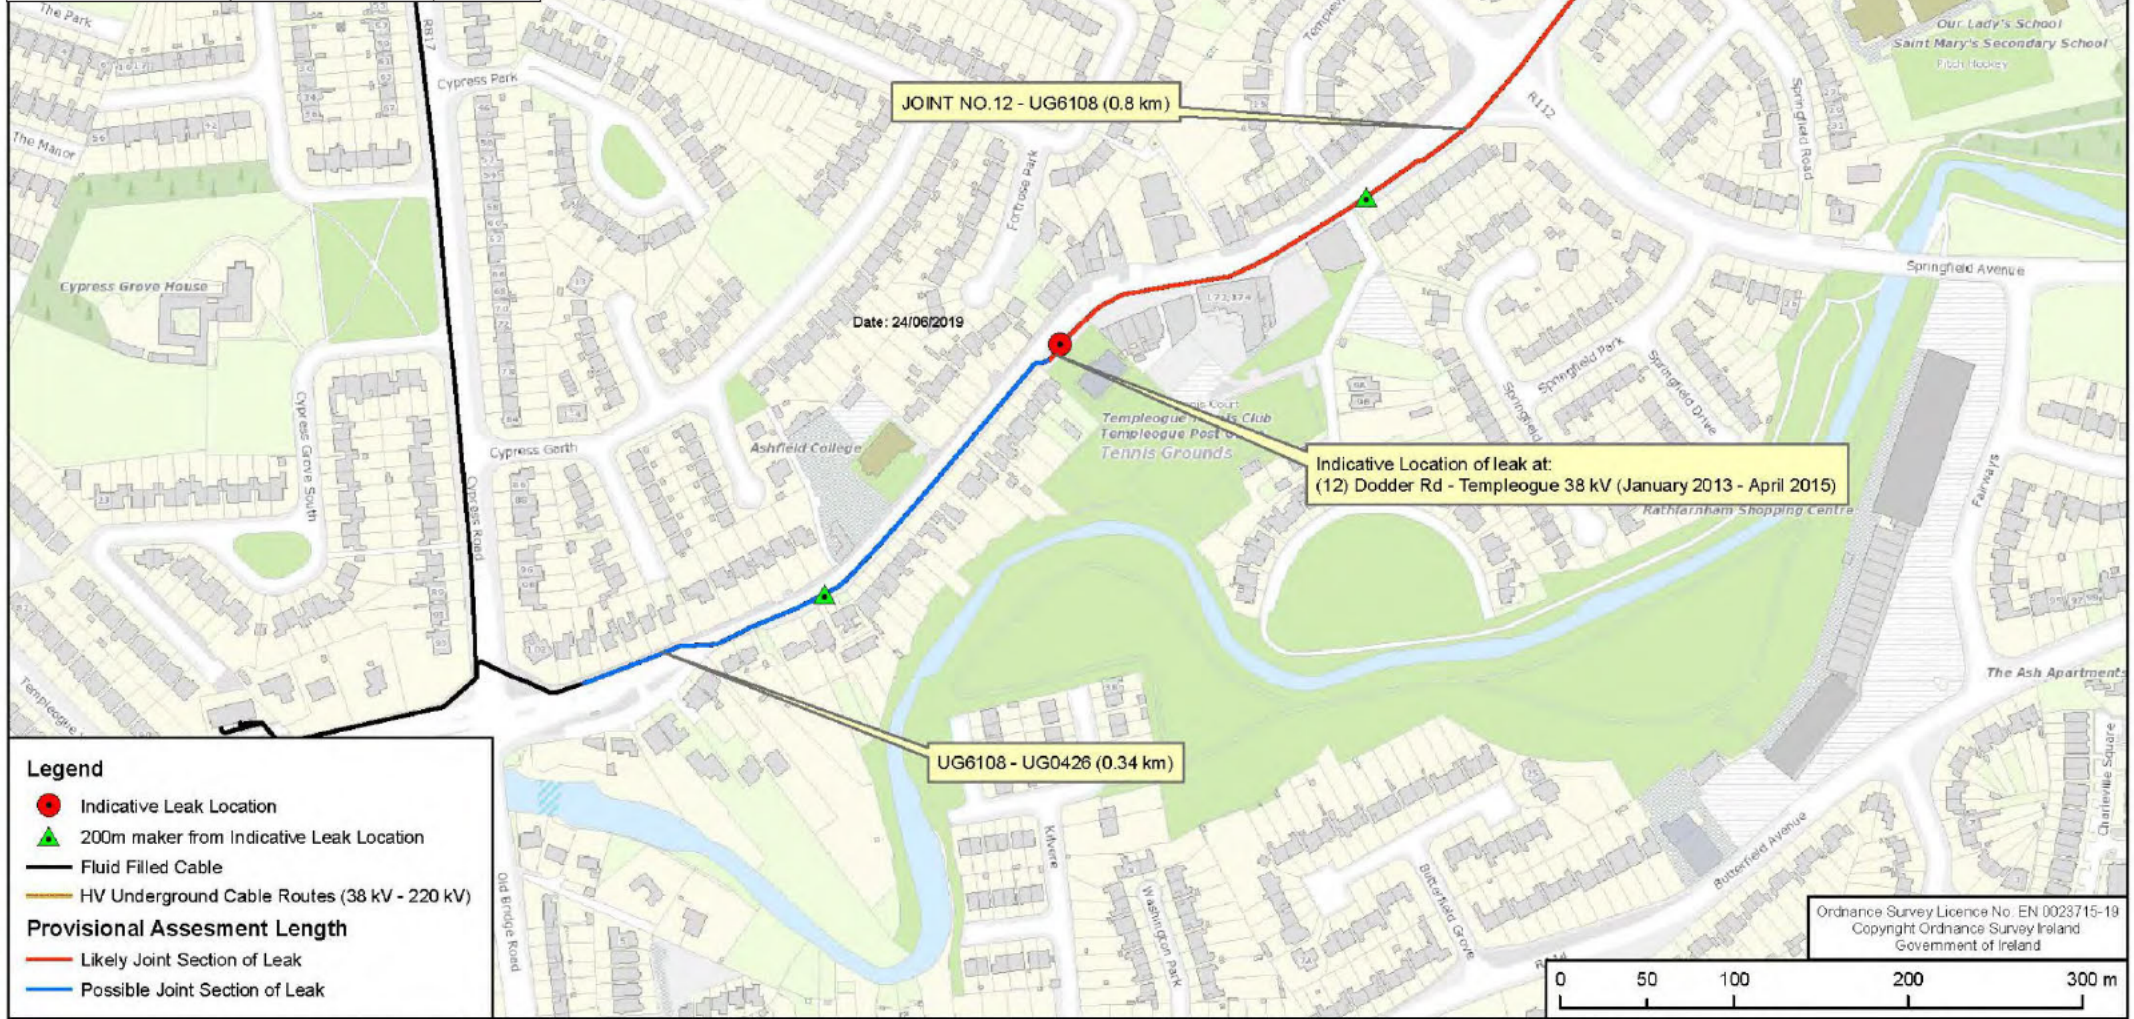 The Park
R817
Cypress Park
The Manor
Templevi
Our Lady's School
Saint Mary's Secondary School
Pitch Hockey
JOINT NO.12 - UG6108 (0.8 km)
R112
Springfield Road
Fortrose Park
Cypress Grove House
Springfield Avenue
Date: 24/06/2019
172,174
Springfield Park
Springfield Drive
Springfield
Cypress Grove South
Cypress Garth
Cypress Road
Ashfield College
Templeogue Tennis Club
Templeogue Post
Tennis Grounds
Indicative Location of leak at:
(12) Dodder Rd - Templeogue 38 kV (January 2013 - April 2015)
Rathfarnham Shopping Centre
Fairways
The Ash Apartments
Templeogue
UG6108 - UG0426 (0.34 km)
Old Bridge Road
Kilvere
Washington Park
Butterfield Grove
Butterfield Avenue
Charleville Square
Legend
Indicative Leak Location
200m maker from Indicative Leak Location
Fluid Filled Cable
HV Underground Cable Routes (38 kV - 220 kV)
Provisional Assesment Length
Likely Joint Section of Leak
Possible Joint Section of Leak
Ordnance Survey Licence No. EN 0023715-19
Copyright Ordnance Survey Ireland
Government of Ireland
0 50 100 200 300 m